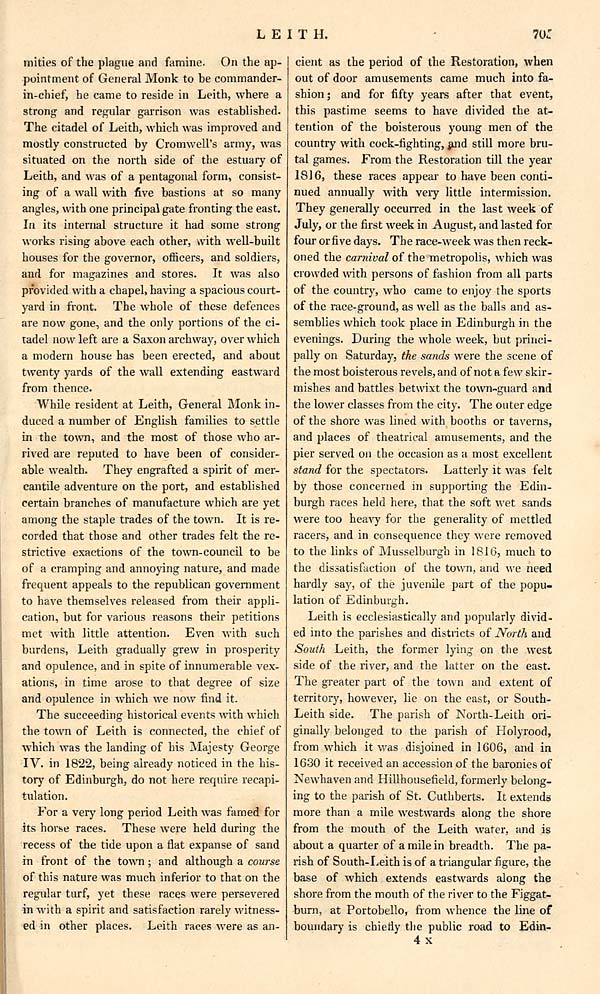 LEITH.
705
mities of the plague and famine. On the ap-
pointment of General Monk to be commander-
in-chief, he came to reside in Leith, where a
strong and regular garrison was established.
The citadel of Leith, which was improved and
mostly constructed by Cromwell's army, was
situated on the north side of the estuary of
Leith, and was of a pentagonal form, consist-
ing of a wall with five bastions at so many
angles, with one principal gate fronting the east.
In its internal structure it had some strong
works rising above each other, with well-built
houses for the governor, officers, and soldiers,
and for magazines and stores. It was also
provided with a chapel, having a spacious court-
yard in front. The whole of these defences
are now gone, and the only portions of the ci-
tadel now left are a Saxon archway, over which
a modern house has been erected, and about
twenty yards of the wall extending eastward
from thence.
While resident at Leith, General Monk in-
duced a number of English families to settle
in the town, and the most of those who ar-
rived are reputed to have been of consider-
able wealth. They engrafted a spirit of mer-
cantile adventure on the port, and established
certain branches of manufacture which are yet
among the staple trades of the town. It is re-
corded that those and other trades felt the re-
strictive exactions of the town-council to be
of a cramping and annoying nature, and made
frequent appeals to the republican government
to have themselves released from their appli-
cation, but for various reasons their petitions
met with little attention. Even with such
burdens, Leith gradually grew in prosperity
and opulence, and in spite of innumerable vex-
ations, in time arose to that degree of size
and opulence in which we now find it.
The succeeding historical events with which
the town of Leith is connected, the chief of
which was the landing of his Majesty George
IV. in 1822, being already noticed in the his-
tory of Edinburgh, do not here require recapi-
tulation.
For a very long period Leith was famed for
its horse races. These were held during the
recess of the tide upon a flat expanse of sand
in front of the town; and although a course
of this nature was much inferior to that on the
regular turf, yet these races were persevered
in with a spirit and satisfaction rarely witness-
ed in other places. Leith races were as an-
cient as the period of the Restoration, when
out of door amusements came much into fa-
shion; and for fifty years after that event,
this pastime seems to have divided the at-
tention of the boisterous young men of the
country with cock-fighting, and still more bru-
tal games. From the Restoration till the year
1816, these races appear to have been conti-
nued annually with very little intermission.
They generally occurred in the last week of
July, or the first week in August, and lasted for
four or five days. The race-week was then reck-
oned the carnival of the metropolis, which was
crowded with persons of fashion from all parts
of the country, who came to enjoy the sports
of the race-ground, as well as the balls and as-
semblies which took place in Edinburgh in the
evenings. During the whole week, but princi-
pally on Saturday, the sands were the scene of
the most boisterous revels, and of not a few skir-
mishes and battles betwixt the town-guard and
the lower classes from the city. The outer edge
of the shore was lined with booths or taverns,
and places of theatrical amusements, and the
pier served on the occasion as a most excellent
stand for the spectators. Latterly it was felt
by those concerned in supporting the Edin-
burgh races held here, that the soft wet sands
were too heavy for the generality of mettled
racers, and in consequence they were removed
to the links of Musselburgh in 1816, much to
the dissatisfaction of the town, and we need
hardly say, of the juvenile part of the popu-
lation of Edinburgh.
Leith is ecclesiastically and popularly divid-
ed into the parishes and districts of North and
South Leith, the former lying on the west
side of the river, and the latter on the east.
The greater part of the town and extent of
territory, however, lie on the east, or South-
Leith side. The parish of North-Leith ori-
ginally belonged to the parish of Holyrood,
from which it was disjoined in 1606, and in
1630 it received an accession of the baronies of
Newhaven and Hillhousefield, formerly belong-
ing to the parish of St. Cuthberts. It extends
more than a mile westwards along the shore
from the mouth of the Leith water, and is
about a quarter of a mile in breadth. The pa-
rish of South-Leith is of a triangular figure, the
base of which extends eastwards along the
shore from the mouth of the river to the Figgat-
burn, at Portobello, from whence the line of
boundary is chiefly the public road to Edin-
4 X